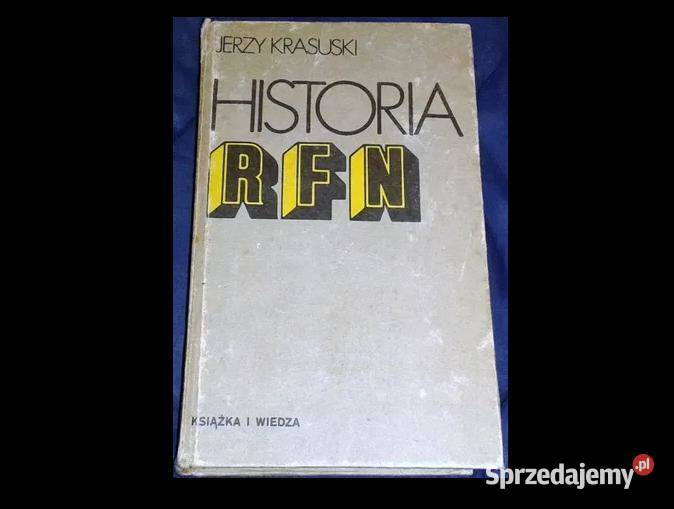 JERZY KRASUSKI
HISTORIA
RFN
KSIĄŻKA I WIEDZA
Sprzedajemy.pl